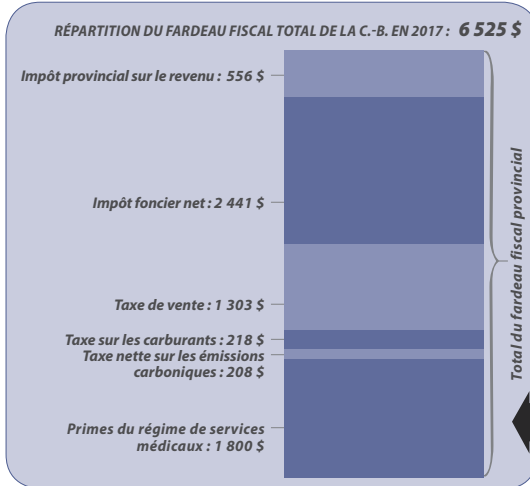 RÉPARTITION DU FARDEAU FISCAL TOTAL DE LA C.-B. EN 2017 : 6 525 $
Impôt provincial sur le revenu : 556 $
Impôt foncier net : 2 441 $
Taxe de vente : 1 303 $
Taxe sur les carburants : 218 $
Taxe nette sur les émissions
carboniques : 208 $
Primes du régime de services
médicaux : 1 800 $
Total du fardeau fiscal provincial